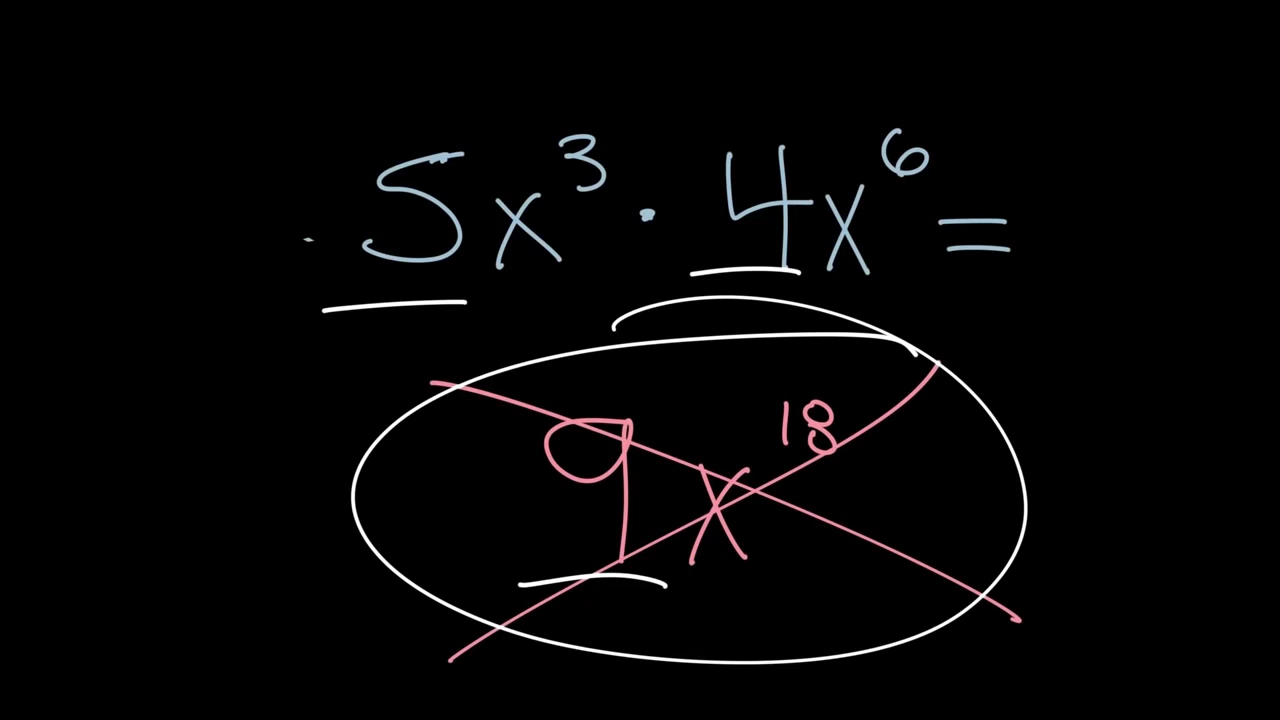 5x³ · 4x⁶ =
9x¹⁸